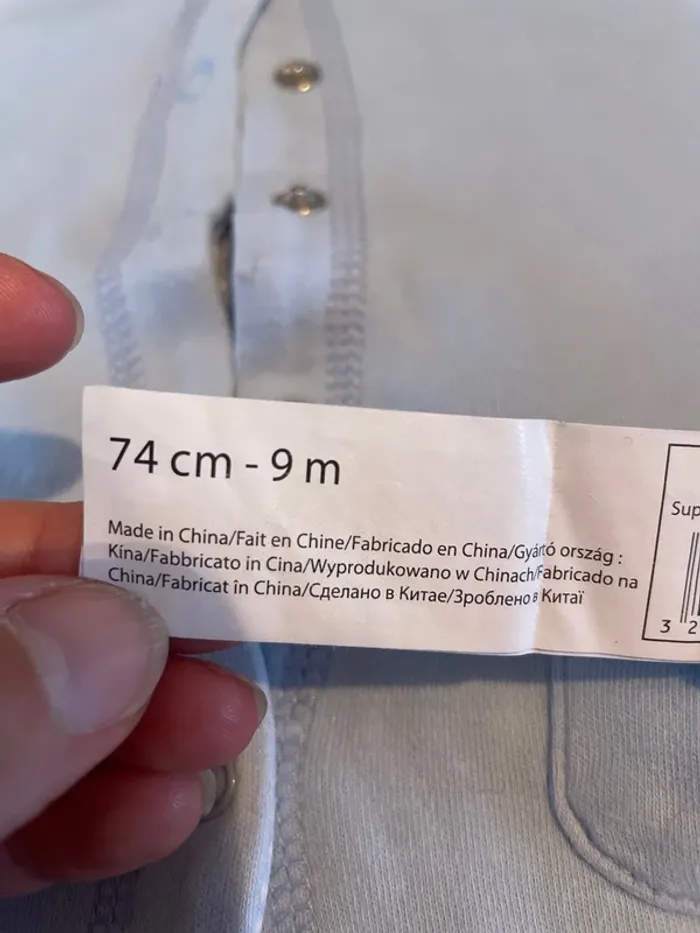 74 cm - 9 m
Made in China/Fait en Chine/Fabricado en China/Gyártó ország :
Kína/Fabbricato in Cina/Wyprodukowano w Chinach/Fabricado na
China/Fabricat în China/Сделано в Китае/Зроблено в Китаї
Sup
3 2